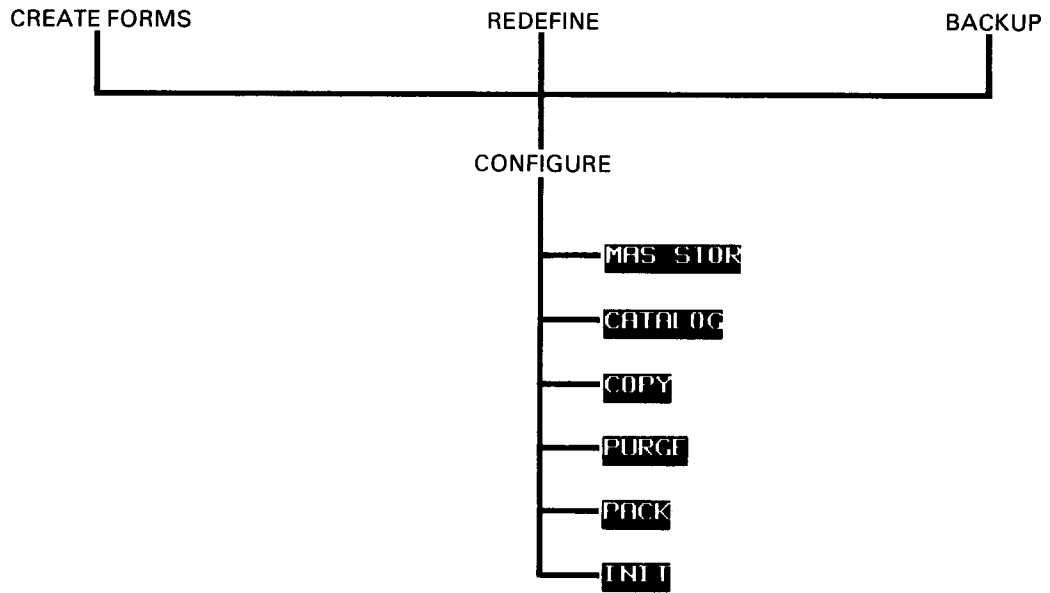 CREATE FORMS
REDEFINE
BACKUP
CONFIGURE
MAS STOR
CATALOG
COPY
PURGE
PACK
INIT